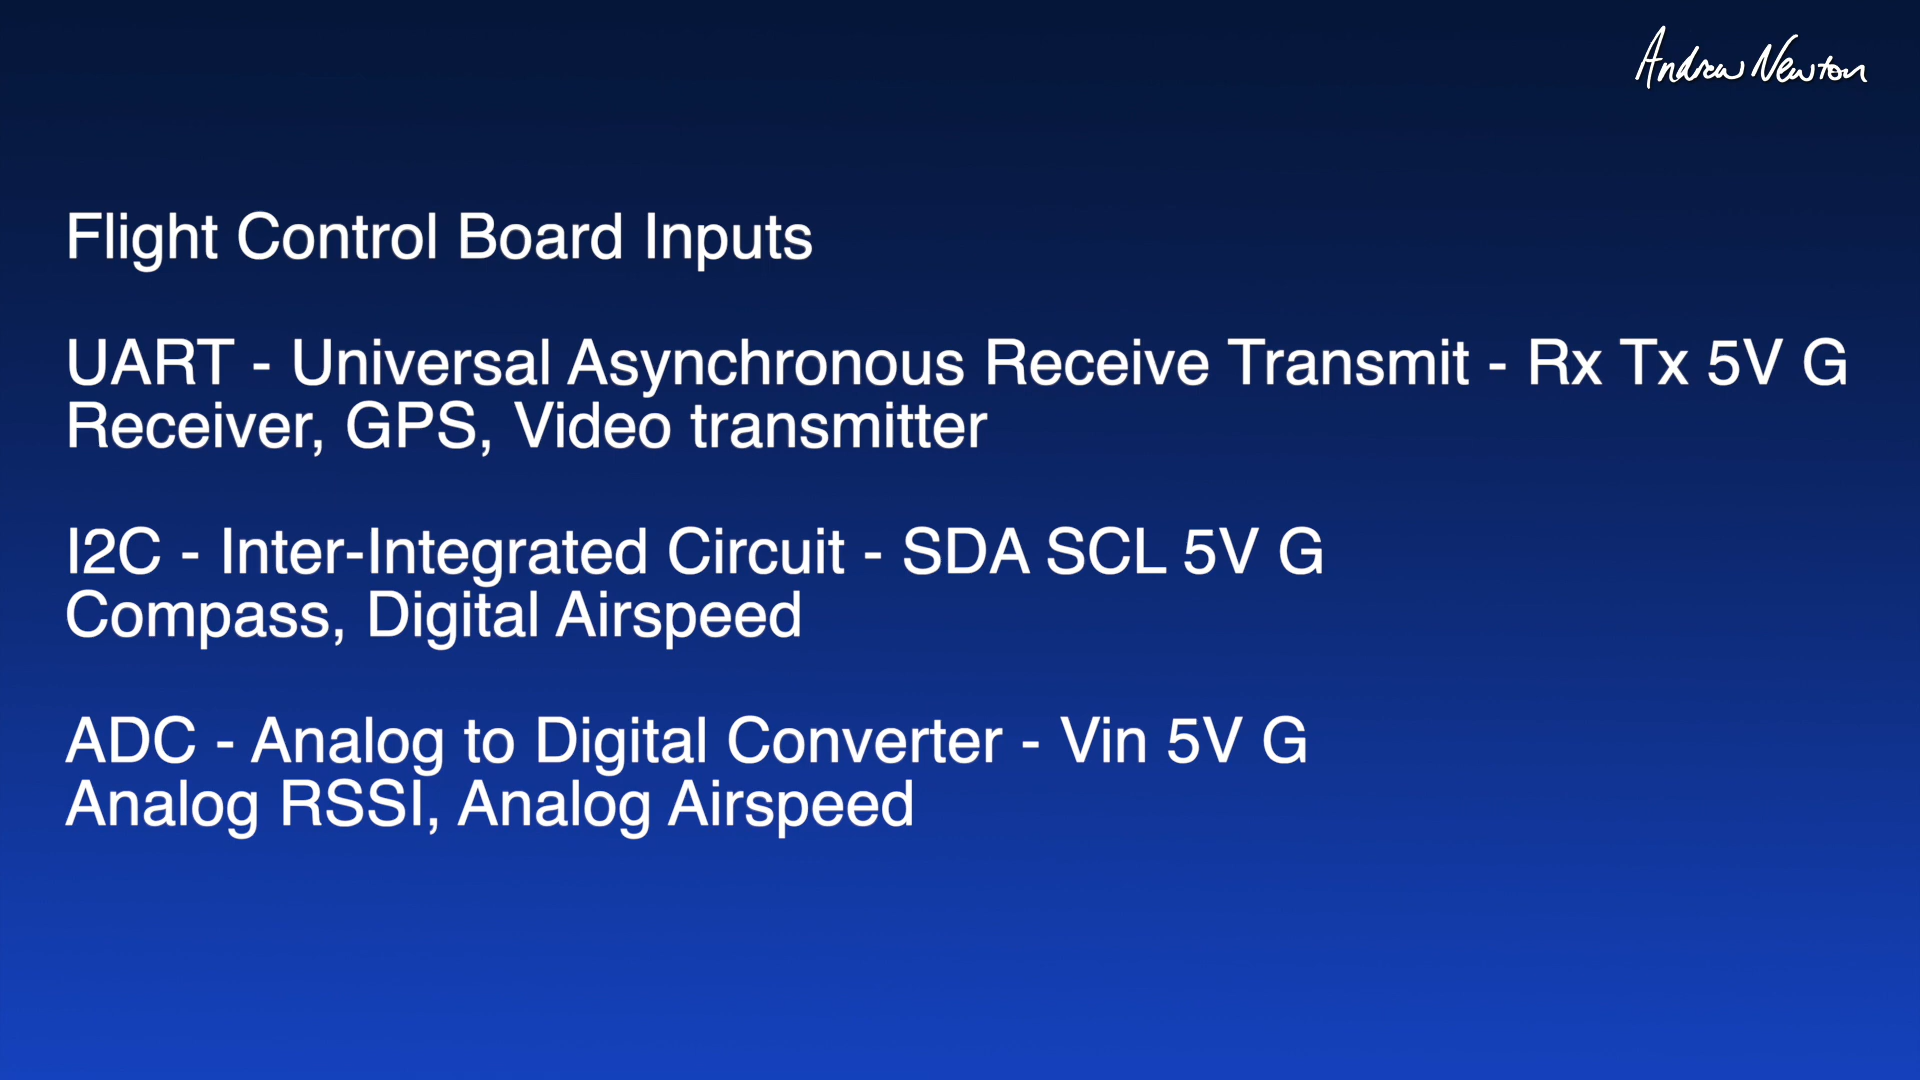 Andrew Newton
Flight Control Board Inputs
UART - Universal Asynchronous Receive Transmit - Rx Tx 5V G
Receiver, GPS, Video transmitter
I2C - Inter-Integrated Circuit - SDA SCL 5V G
Compass, Digital Airspeed
ADC - Analog to Digital Converter - Vin 5V G
Analog RSSI, Analog Airspeed